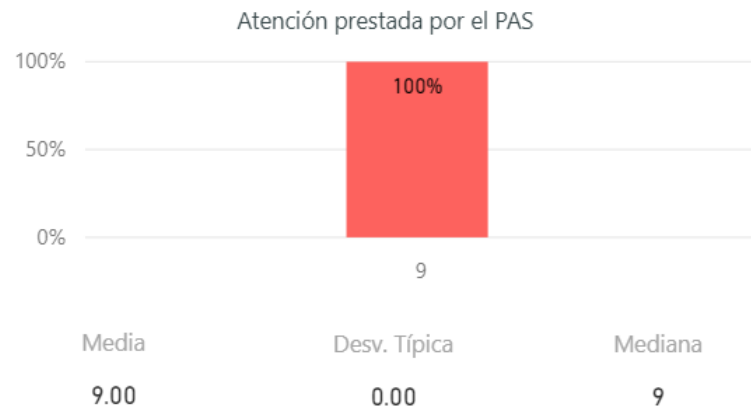 Atención prestada por el PAS
100%
100%
50%
0%
9
Media Desv. Típica Mediana
9.00 0.00 9